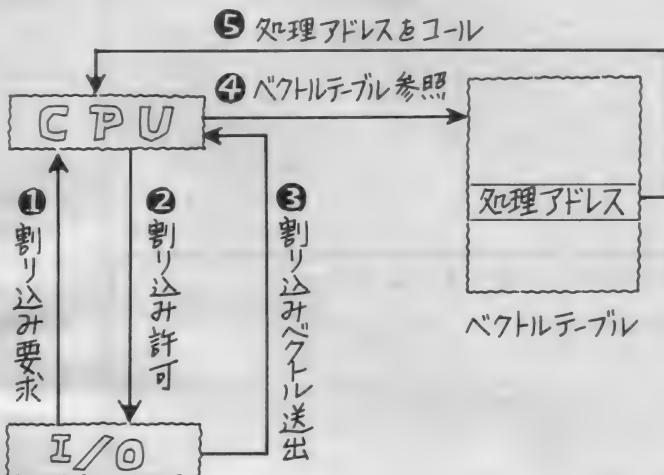 ❺ 処理アドレスをコール
❹ ベクトルテーブル参照
CPU
処理アドレス
ベクトルテーブル
❶ 割り込み要求
❷ 割り込み許可
❸ 割り込みベクトル送出
I/O